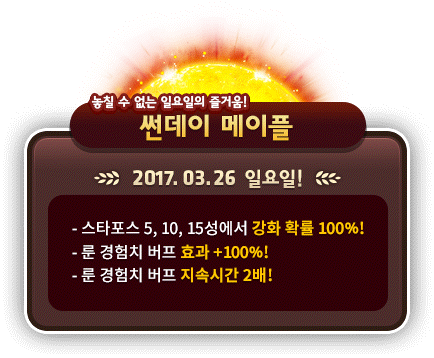 놓칠 수 없는 일요일의 즐거움!
썬데이 메이플
2017. 03. 26 일요일!
- 스타포스 5, 10, 15성에서 강화 확률 100%!
- 룬 경험치 버프 효과 +100%!
- 룬 경험치 버프 지속시간 2배!